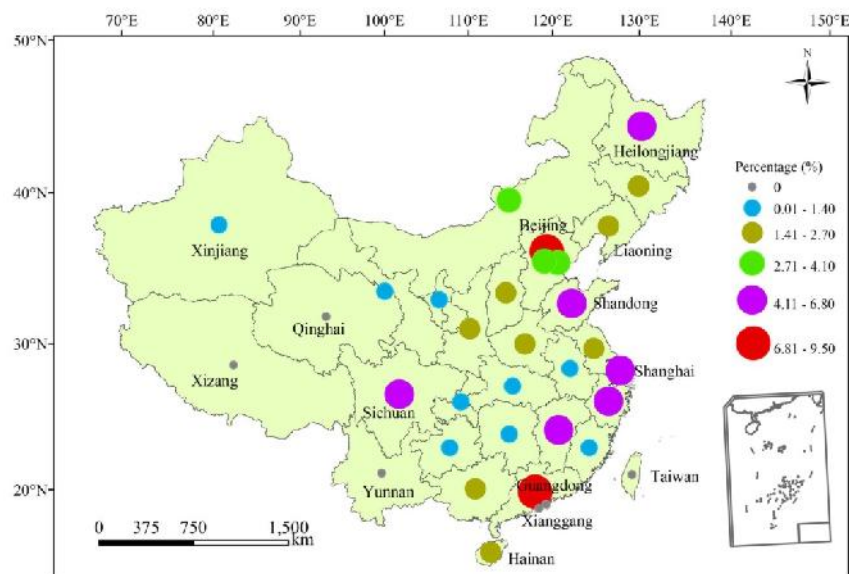 70°E 80°E 90°E 100°E 110°E 120°E 130°E 140°E 150°E
50°N
N
Heilongjiang
Percentage (%)
0
40°N
0.01 - 1.40
Beijing
1.41 - 2.70
Xinjiang
Liaoning
2.71 - 4.10
Shandong
4.11 - 6.80
Qinghai
30°N
6.81 - 9.50
Xizang
Shanghai
Sichuan
Yunnan
Guangdong
Taiwan
20°N
Xianggang
0 375 750 1,500
km
Hainan